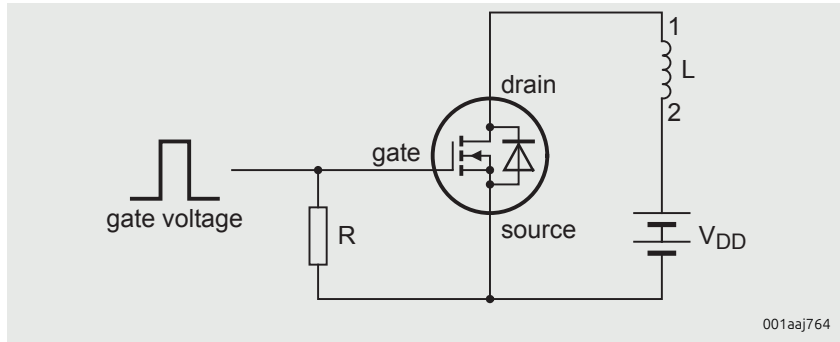 1
L
drain
2
gate
gate voltage
R
source
VDD
001aaj764